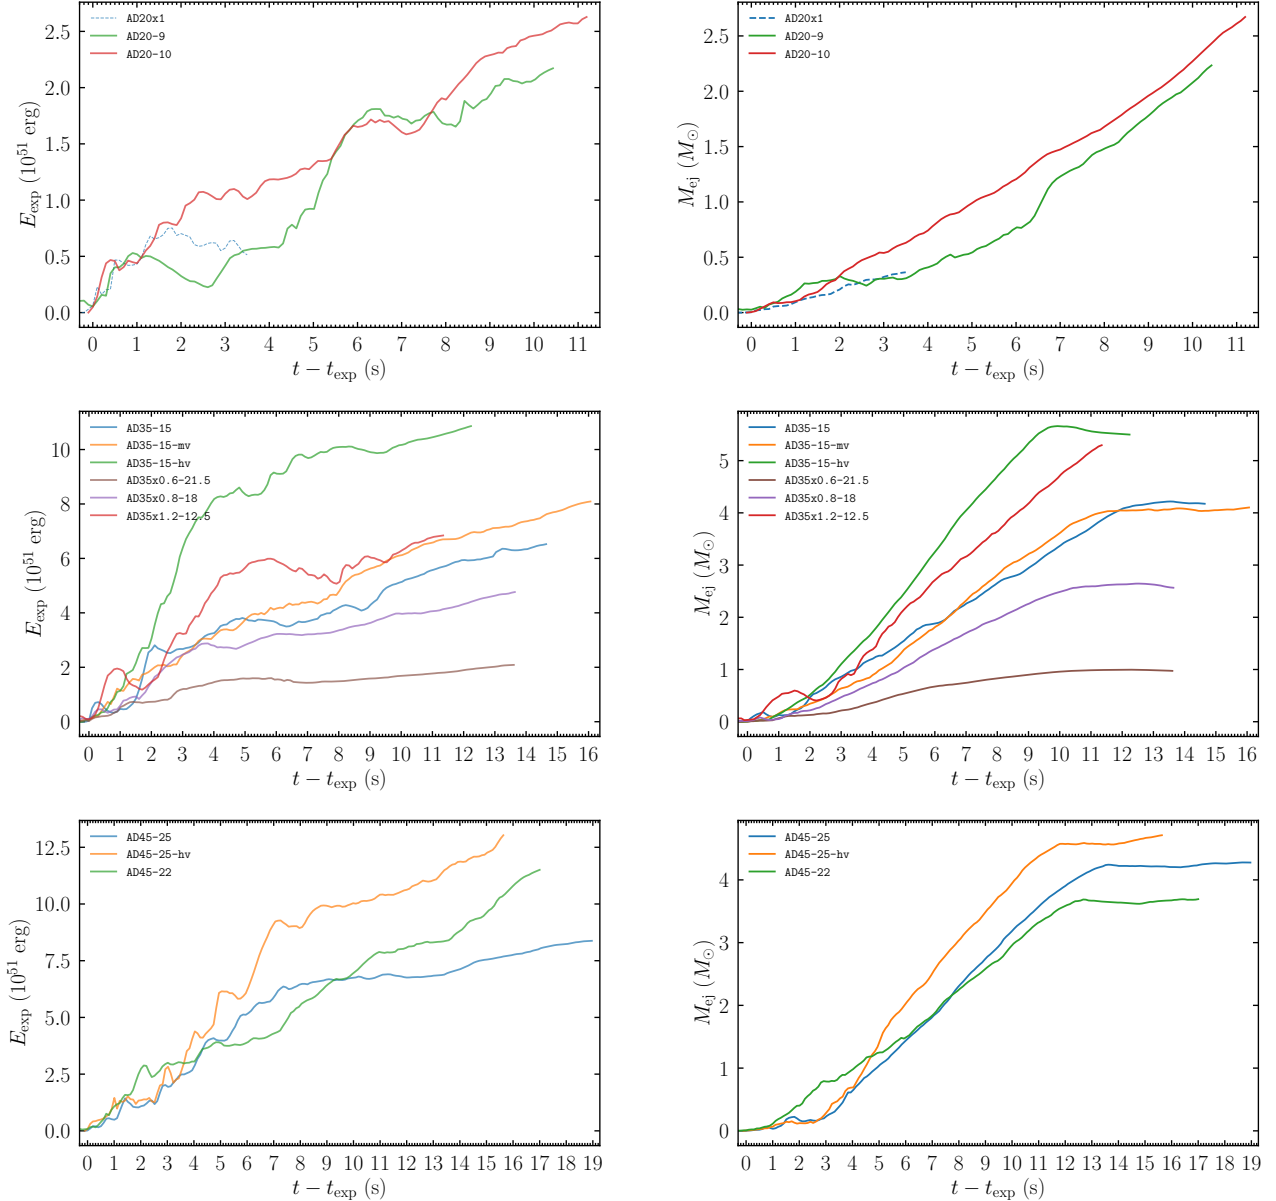 AD20x1
AD20-9
AD20-10
2.5
2.0
1.5
1.0
0.5
0.0
E_exp (10^51 erg)
0 1 2 3 4 5 6 7 8 9 10 11
t − t_exp (s)
AD20x1
AD20-9
AD20-10
2.5
2.0
1.5
1.0
0.5
0.0
M_ej (M_⊙)
0 1 2 3 4 5 6 7 8 9 10 11
t − t_exp (s)
AD35-15
AD35-15-mv
AD35-15-hv
AD35x0.6-21.5
AD35x0.8-18
AD35x1.2-12.5
10
8
6
4
2
0
E_exp (10^51 erg)
0 1 2 3 4 5 6 7 8 9 10 11 12 13 14 15 16
t − t_exp (s)
AD35-15
AD35-15-mv
AD35-15-hv
AD35x0.6-21.5
AD35x0.8-18
AD35x1.2-12.5
5
4
3
2
1
0
M_ej (M_⊙)
0 1 2 3 4 5 6 7 8 9 10 11 12 13 14 15 16
t − t_exp (s)
AD45-25
AD45-25-hv
AD45-22
12.5
10.0
7.5
5.0
2.5
0.0
E_exp (10^51 erg)
0 1 2 3 4 5 6 7 8 9 10 11 12 13 14 15 16 17 18 19
t − t_exp (s)
AD45-25
AD45-25-hv
AD45-22
4
3
2
1
0
M_ej (M_⊙)
0 1 2 3 4 5 6 7 8 9 10 11 12 13 14 15 16 17 18 19
t − t_exp (s)